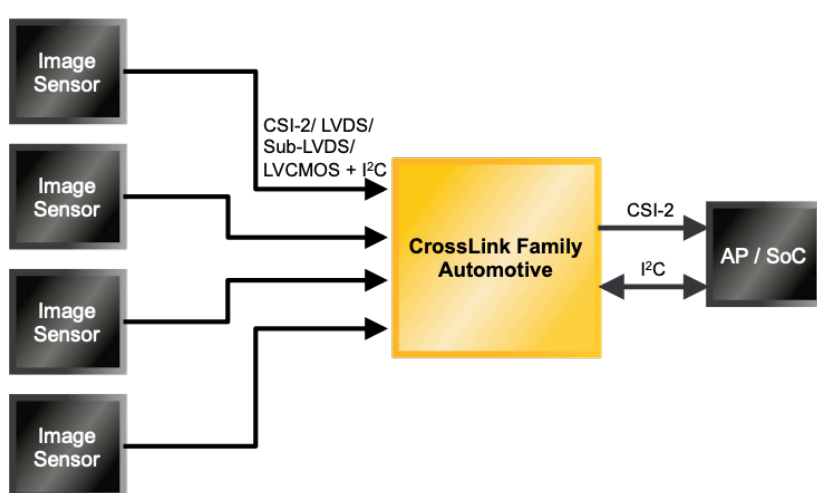 Image
Sensor
CSI-2/ LVDS/
Sub-LVDS/
LVCMOS + I²C
Image
Sensor
CrossLink Family
Automotive
CSI-2
I²C
AP / SoC
Image
Sensor
Image
Sensor